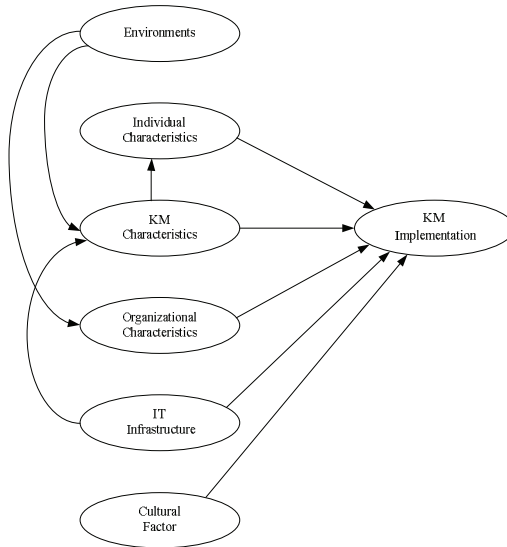 Environments
Individual
Characteristics
KM
Characteristics
KM
Implementation
Organizational
Characteristics
IT
Infrastructure
Cultural
Factor